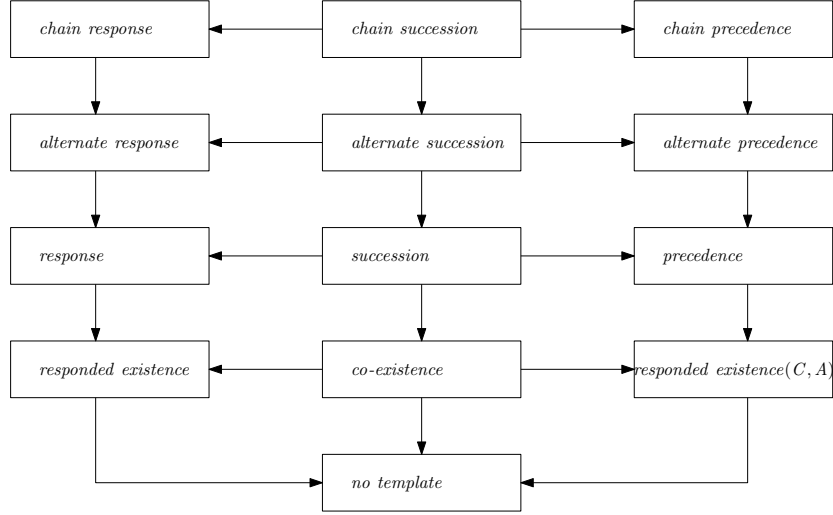 chain response
chain succession
chain precedence
alternate response
alternate succession
alternate precedence
response
succession
precedence
responded existence
co-existence
responded existence(C, A)
no template